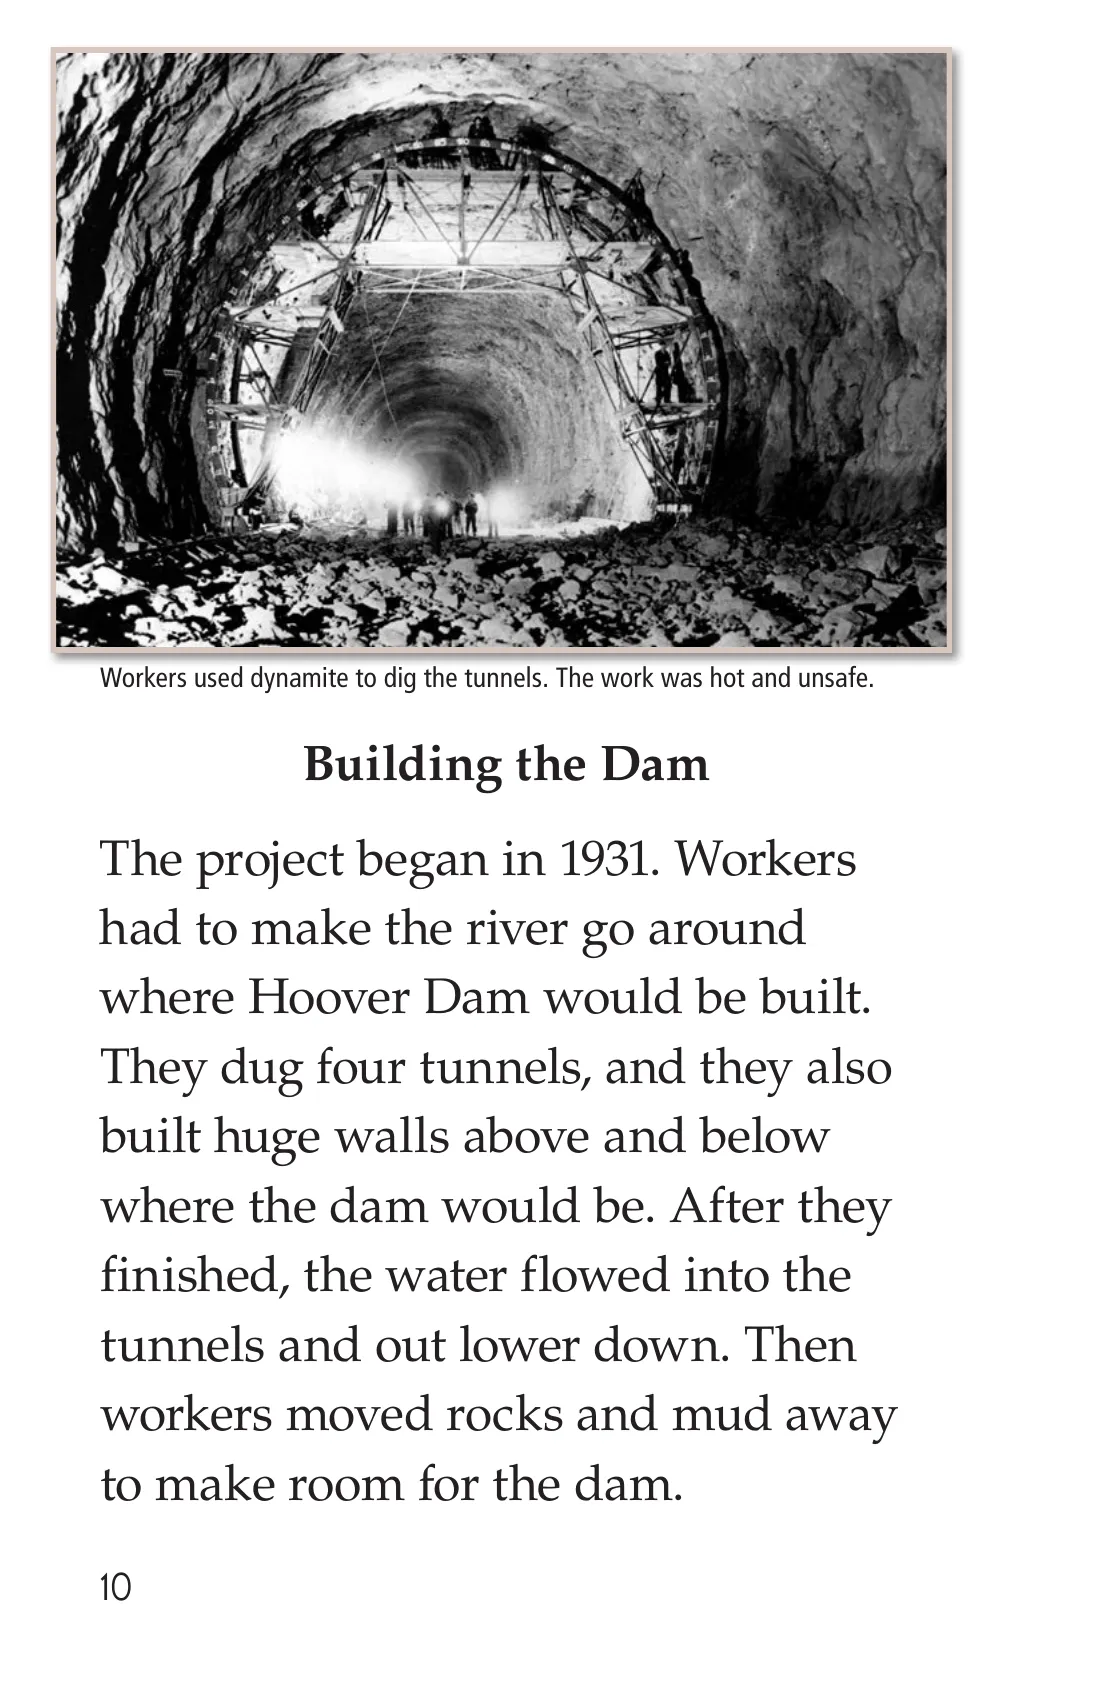 Workers used dynamite to dig the tunnels. The work was hot and unsafe.
Building the Dam
The project began in 1931. Workers
had to make the river go around
where Hoover Dam would be built.
They dug four tunnels, and they also
built huge walls above and below
where the dam would be. After they
finished, the water flowed into the
tunnels and out lower down. Then
workers moved rocks and mud away
to make room for the dam.
10